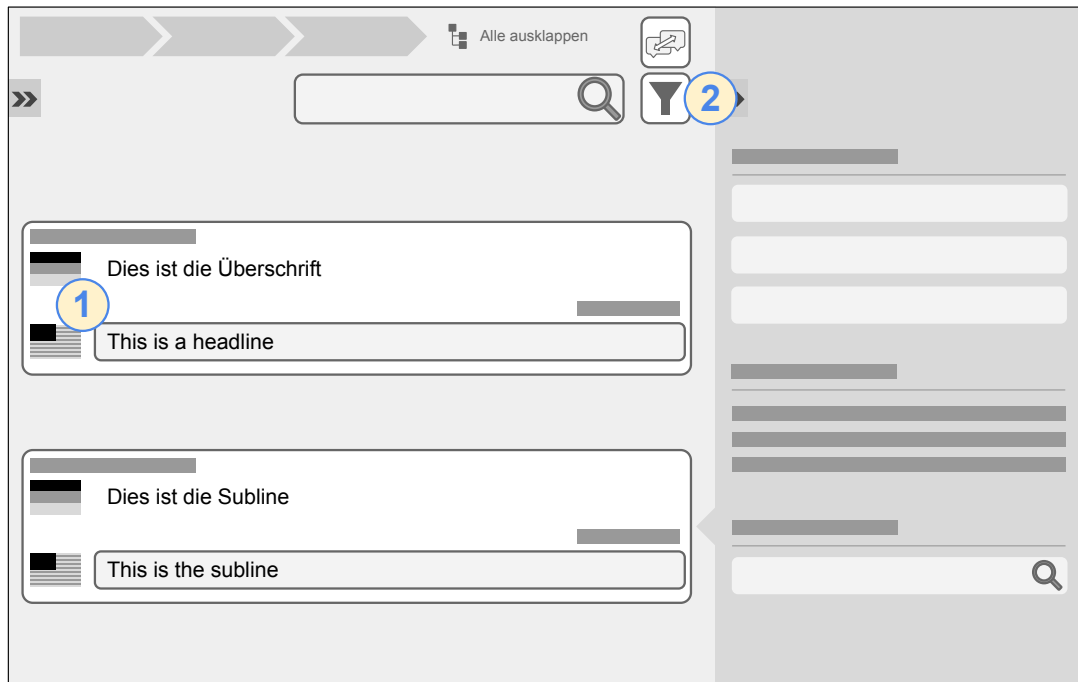 Alle ausklappen
2
Dies ist die Überschrift
1
This is a headline
Dies ist die Subline
This is the subline